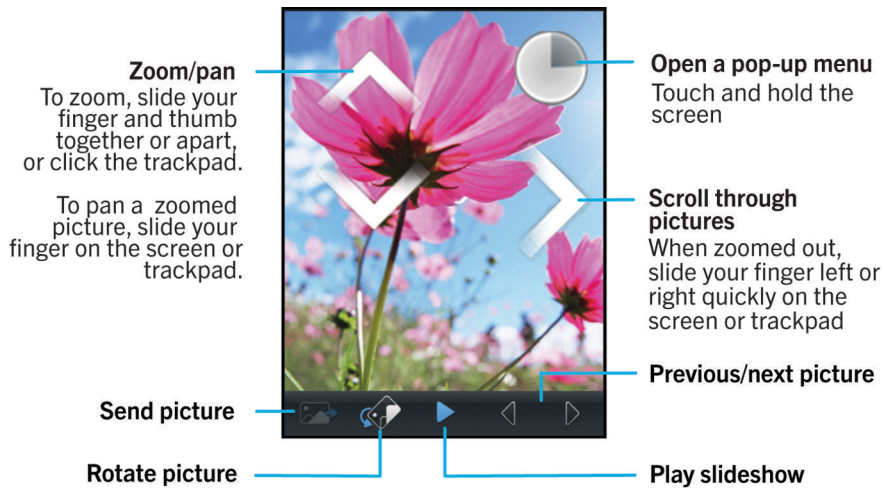 Zoom/pan
To zoom, slide your
finger and thumb
together or apart,
or click the trackpad.
To pan a zoomed
picture, slide your
finger on the screen or
trackpad.
Open a pop-up menu
Touch and hold the
screen
Scroll through
pictures
When zoomed out,
slide your finger left or
right quickly on the
screen or trackpad
Previous/next picture
Send picture
Rotate picture
Play slideshow